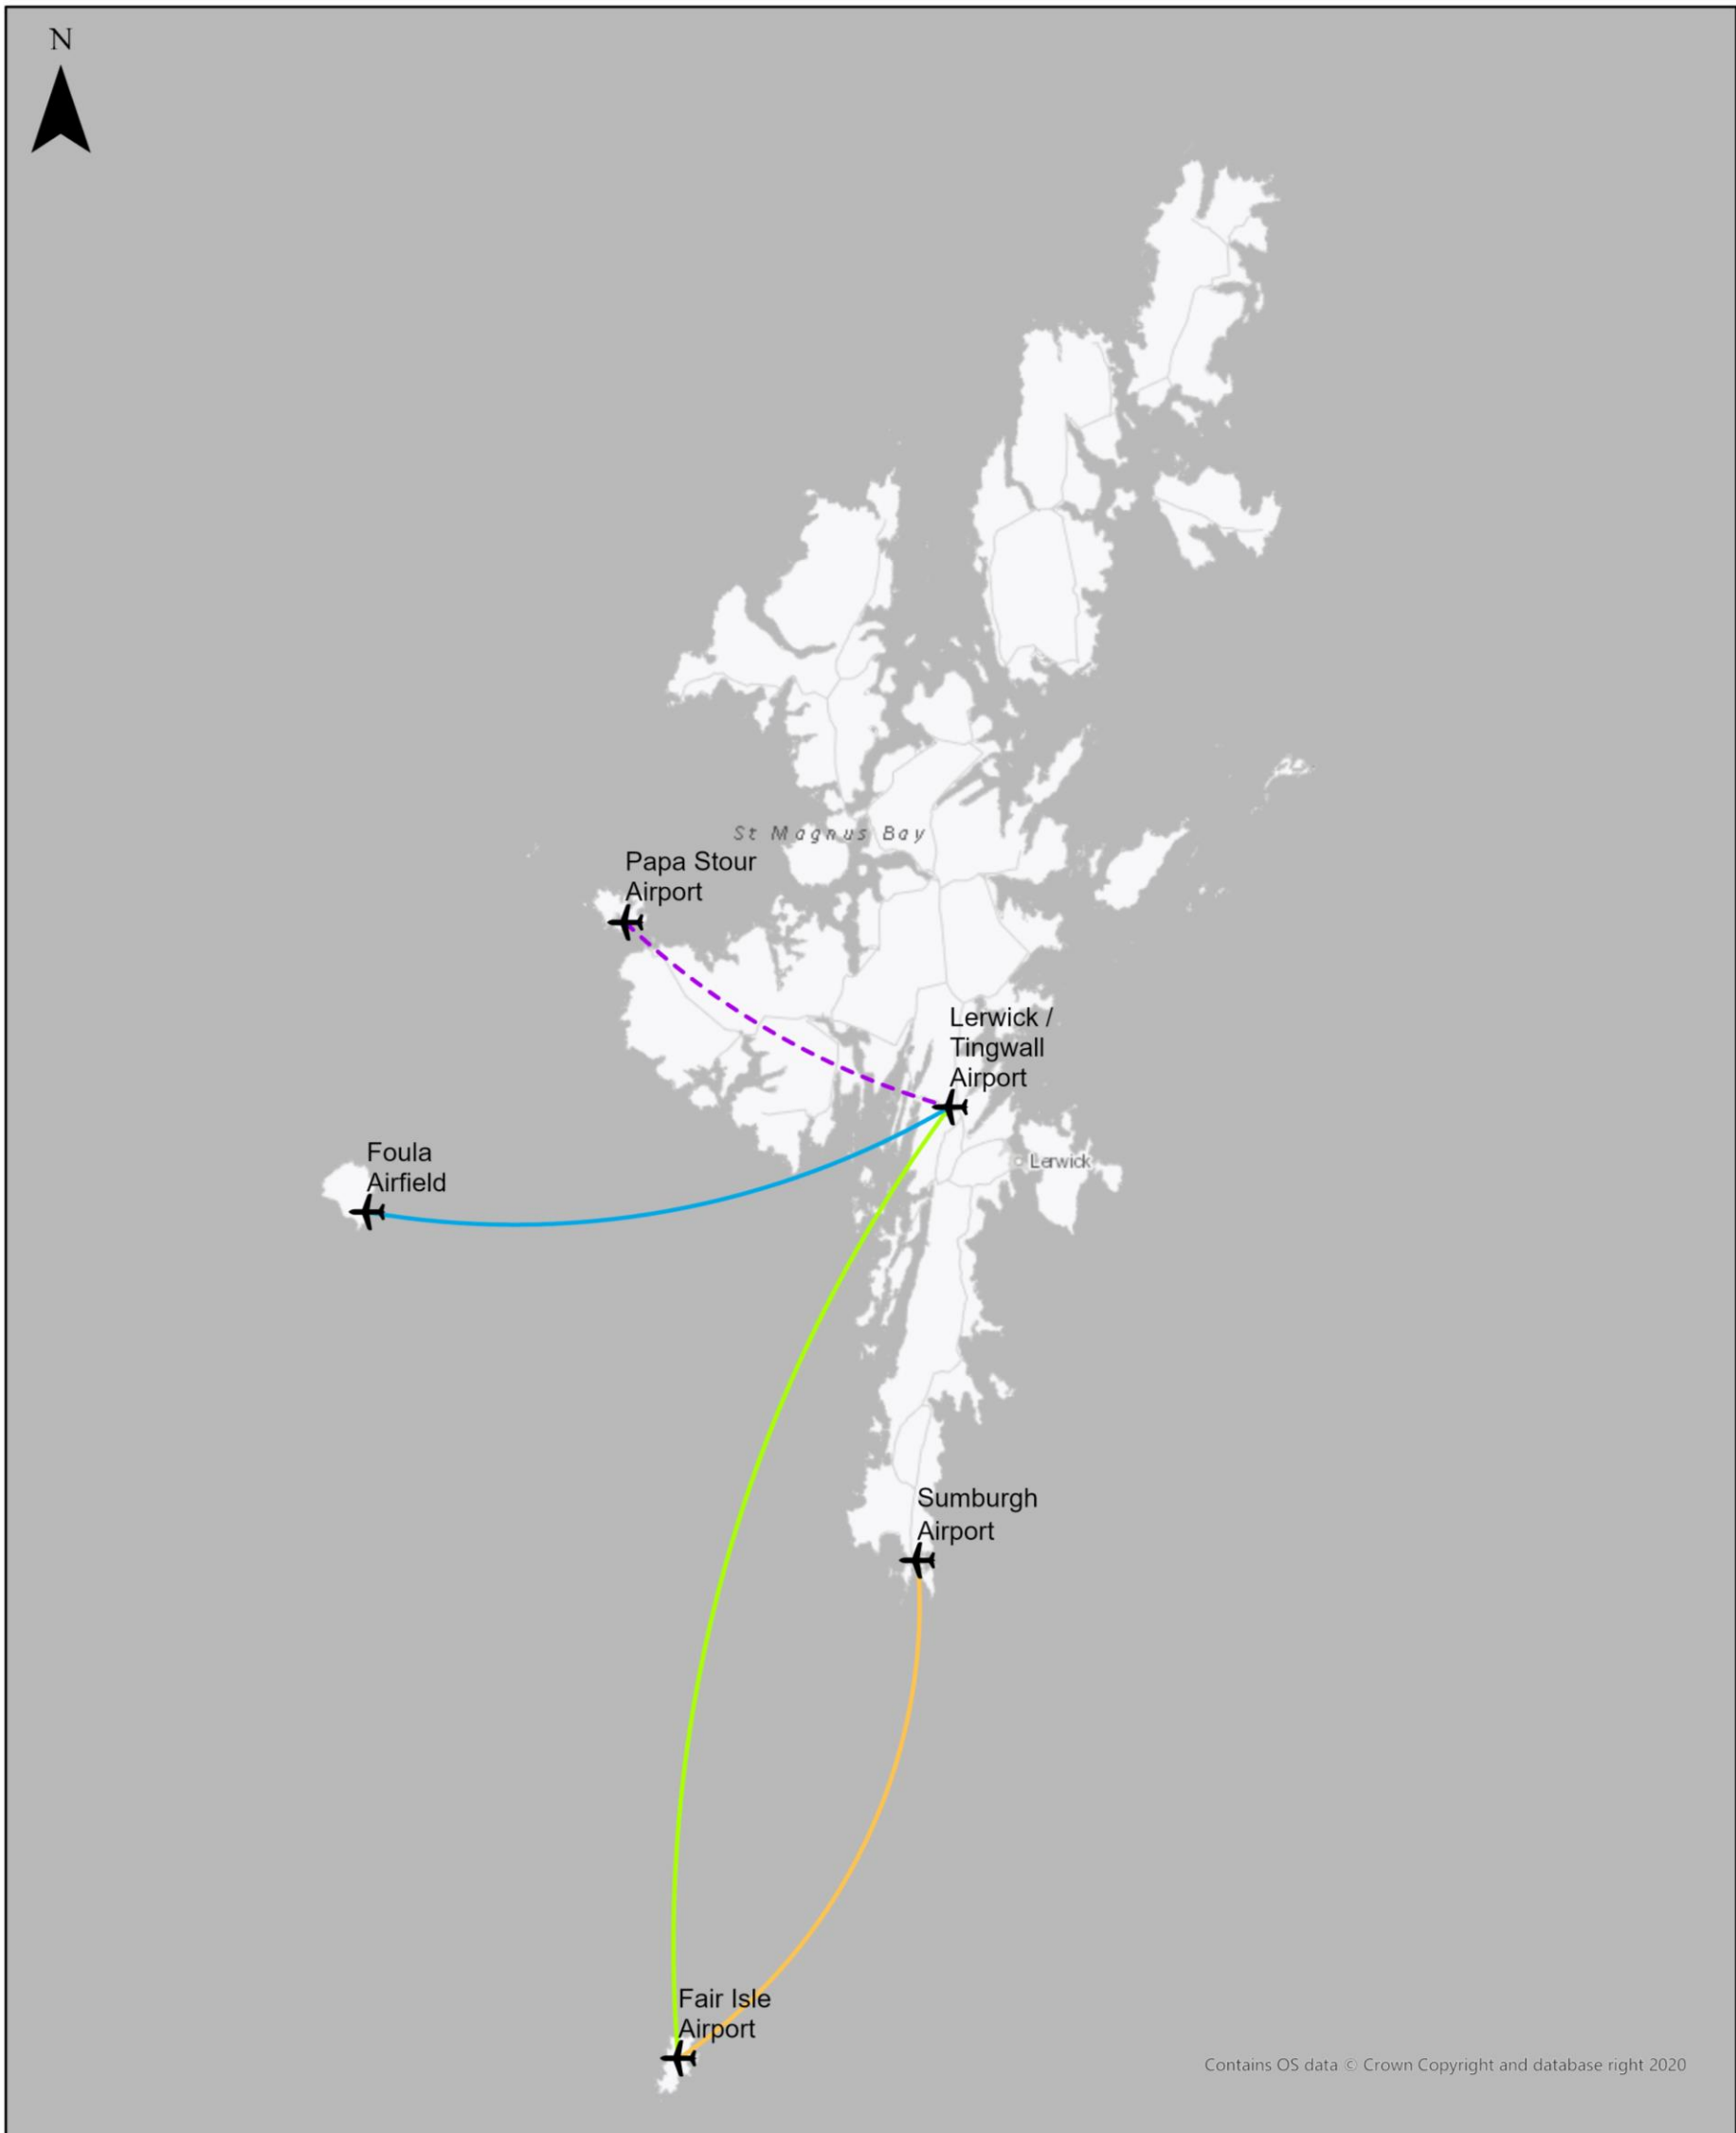 N
St Magnus Bay
Papa Stour
Airport
Lerwick /
Tingwall
Airport
Foula
Airfield
Lerwick
Sumburgh
Airport
Fair Isle
Airport
Contains OS data © Crown Copyright and database right 2020